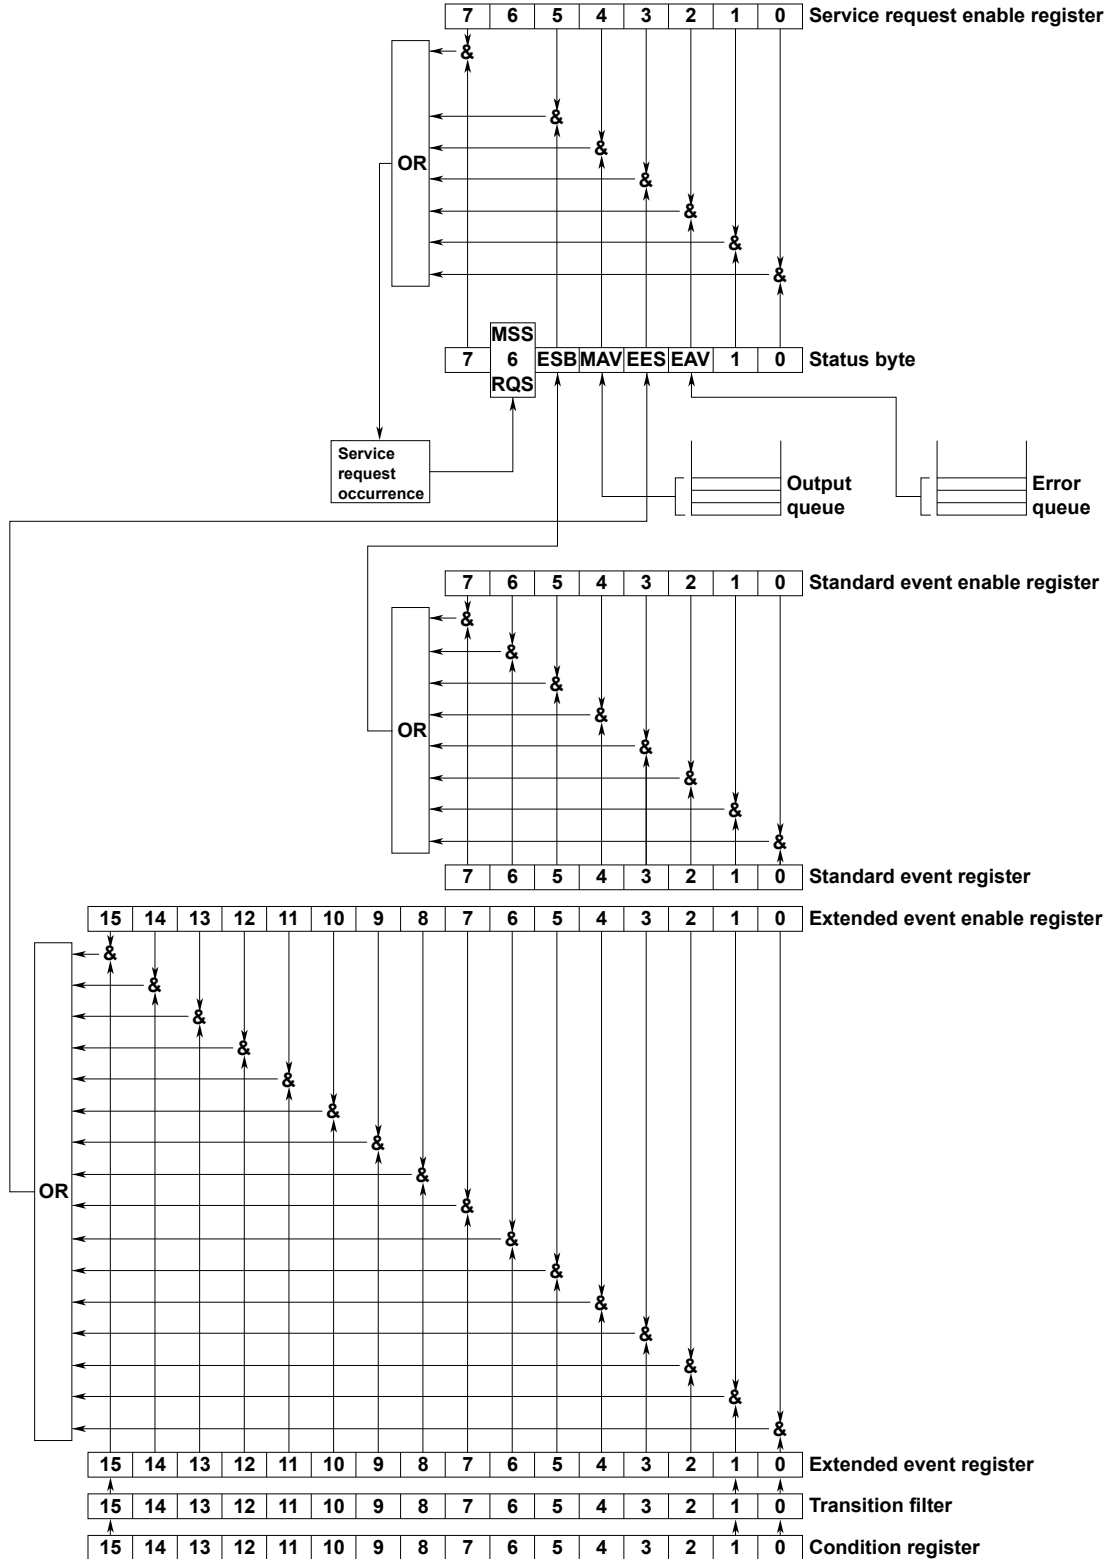 7 6 5 4 3 2 1 0 Service request enable register
&
&
&
OR
&
&
&
&
MSS
7 6 ESB MAV EES EAV 1 0 Status byte
RQS
Service
request
occurrence
Output
queue
Error
queue
7 6 5 4 3 2 1 0 Standard event enable register
&
&
&
&
OR
&
&
&
&
7 6 5 4 3 2 1 0 Standard event register
15 14 13 12 11 10 9 8 7 6 5 4 3 2 1 0 Extended event enable register
&
&
&
&
&
&
&
&
OR
&
&
&
&
&
&
&
&
15 14 13 12 11 10 9 8 7 6 5 4 3 2 1 0 Extended event register
15 14 13 12 11 10 9 8 7 6 5 4 3 2 1 0 Transition filter
15 14 13 12 11 10 9 8 7 6 5 4 3 2 1 0 Condition register